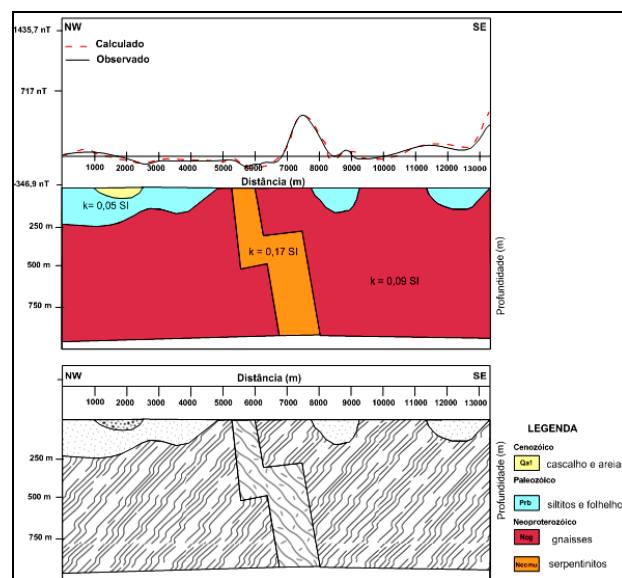 1435,7 nT
NW
SE
Calculado
Observado
717 nT
1000 2000 3000 4000 5000 6000 7000 8000 9000 10000 11000 12000 13000
-346,9 nT
Distância (m)
k= 0,05 SI
250 m
k = 0,17 SI
500 m
k = 0,09 SI
750 m
Profundidade (m)
NW
Distância (m)
SE
1000 2000 3000 4000 5000 6000 7000 8000 9000 10000 11000 12000 13000
250 m
500 m
750 m
Profundidade (m)
LEGENDA
Cenozóico
Qa1 cascalho e areias
Paleozóico
Prb siltitos e folhelho
Neoproterozóico
Ncg gnaisses
serpentinitos